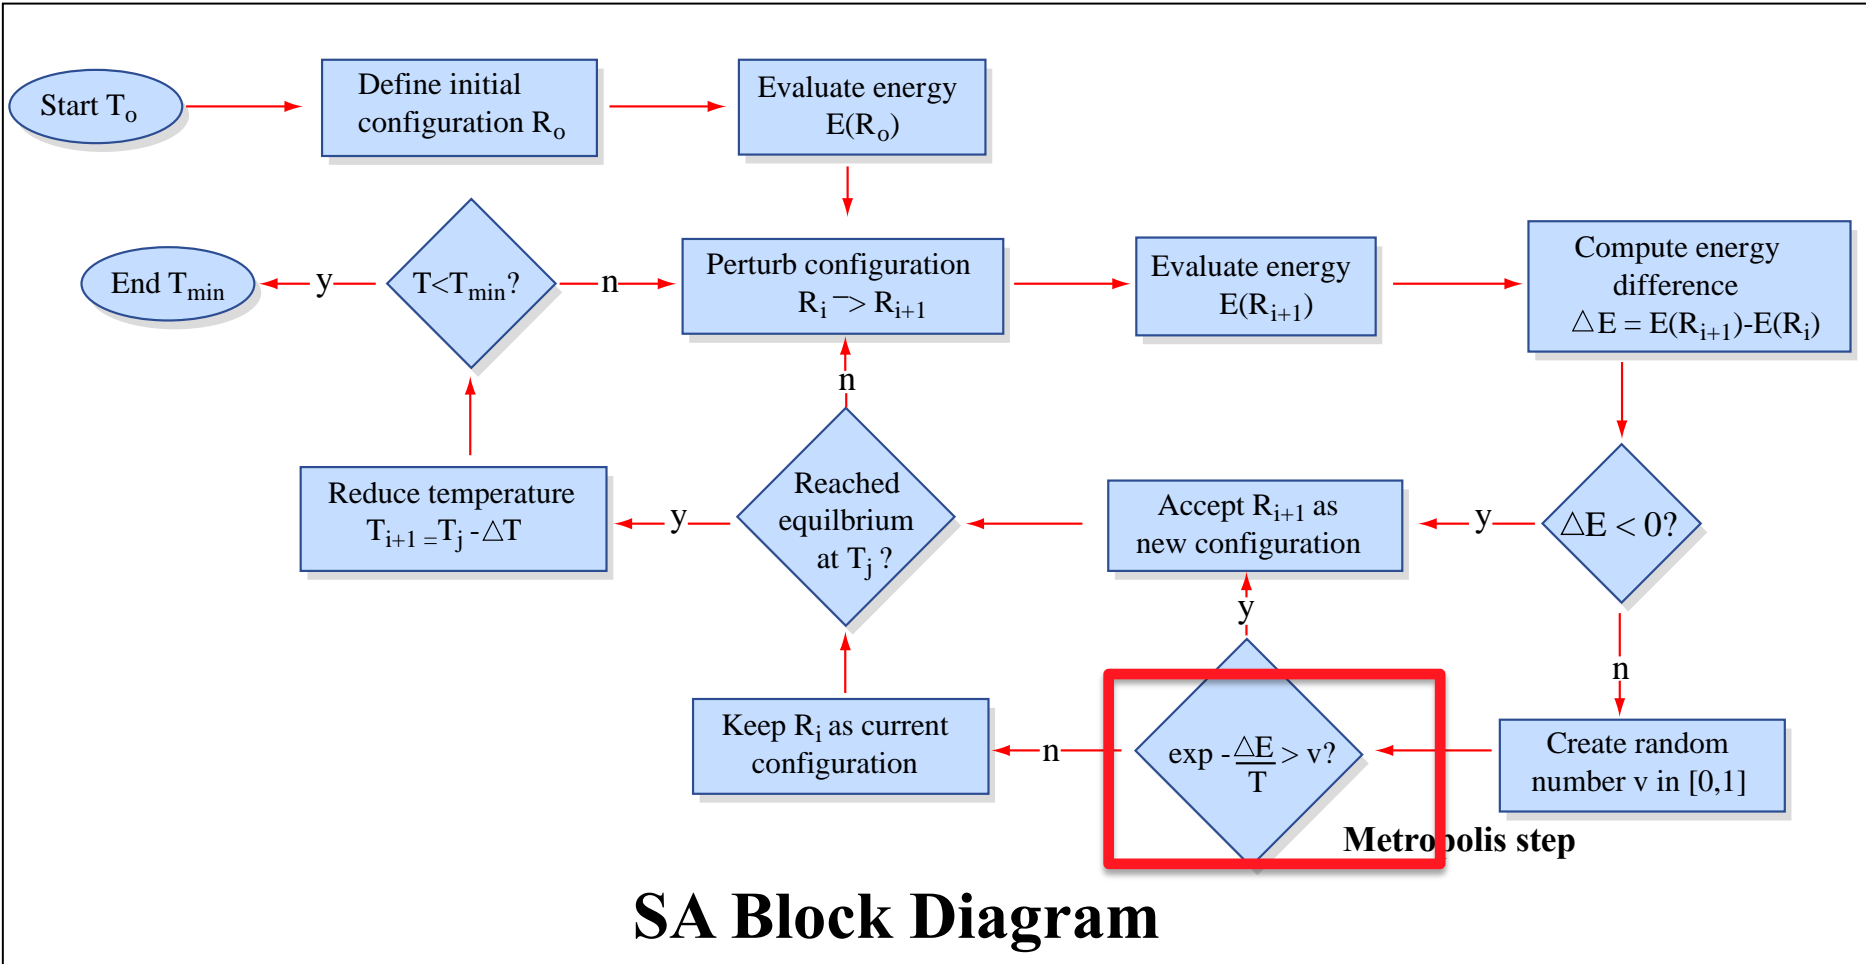 Start Tₒ
Define initial
configuration Rₒ
Evaluate energy
E(Rₒ)
End Tmin
y
T<Tmin?
n
Perturb configuration
Rᵢ –> Rᵢ₊₁
Evaluate energy
E(Rᵢ₊₁)
Compute energy
difference
△E = E(Rᵢ₊₁)-E(Rᵢ)
n
Reduce temperature
Tᵢ₊₁ = Tⱼ - △T
y
Reached
equilbrium
at Tⱼ ?
Accept Rᵢ₊₁ as
new configuration
y
△E < 0?
y
n
Keep Rᵢ as current
configuration
n
exp - △E/T > v?
Create random
number v in [0,1]
Metropolis step
SA Block Diagram